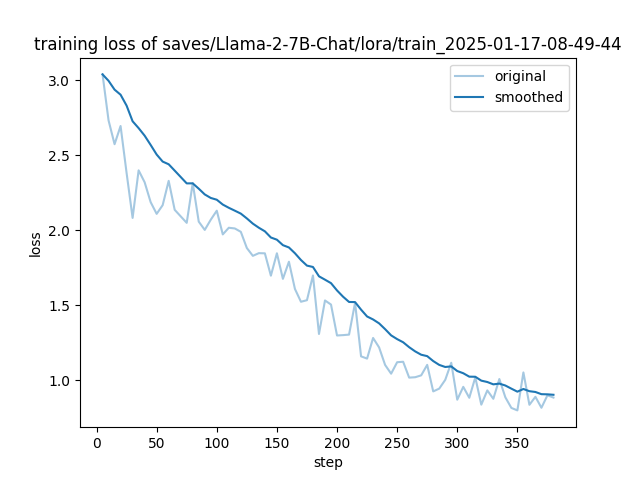 training loss of saves/Llama-2-7B-Chat/lora/train_2025-01-17-08-49-44
original
smoothed
3.0
2.5
2.0
1.5
1.0
loss
0 50 100 150 200 250 300 350
step